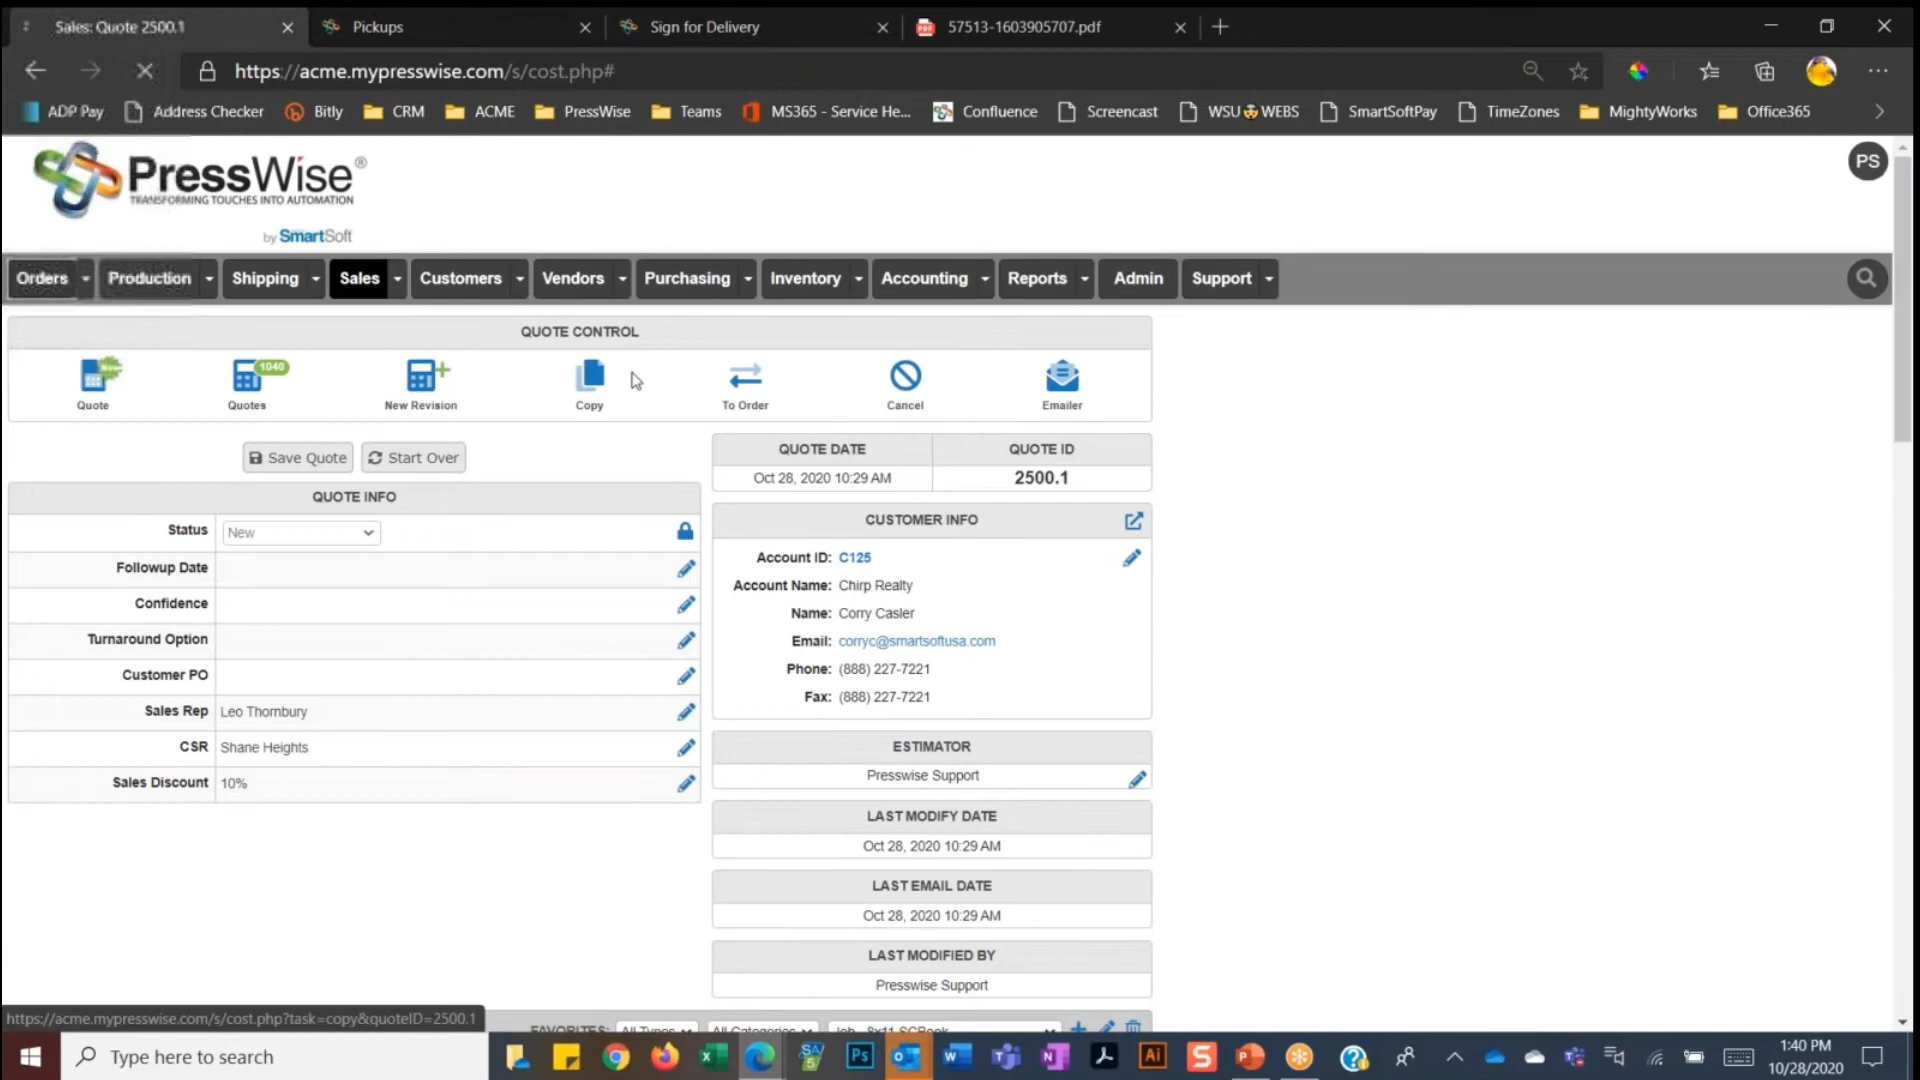 Sales: Quote 2500.1
Pickups
Sign for Delivery
57513-1603905707.pdf
https://acme.mypresswise.com/s/cost.php#
ADP Pay
Address Checker
Bitly
CRM
ACME
PressWise
Teams
MS365 - Service He...
Confluence
Screencast
WSU WEBS
SmartSoftPay
TimeZones
MightyWorks
Office365
PressWise®
TRANSFORMING TOUCHES INTO AUTOMATION
by SmartSoft
PS
Orders
Production
Shipping
Sales
Customers
Vendors
Purchasing
Inventory
Accounting
Reports
Admin
Support
QUOTE CONTROL
New
Quote
1040
Quotes
New Revision
Copy
To Order
Cancel
Emailer
Save Quote
Start Over
QUOTE DATE
QUOTE ID
Oct 28, 2020 10:29 AM
2500.1
QUOTE INFO
Status
New
Followup Date
Confidence
Turnaround Option
Customer PO
Sales Rep
Leo Thornbury
CSR
Shane Heights
Sales Discount
10%
CUSTOMER INFO
Account ID: C125
Account Name: Chirp Realty
Name: Corry Casler
Email: corryc@smartsoftusa.com
Phone: (888) 227-7221
Fax: (888) 227-7221
ESTIMATOR
Presswise Support
LAST MODIFY DATE
Oct 28, 2020 10:29 AM
LAST EMAIL DATE
Oct 28, 2020 10:29 AM
LAST MODIFIED BY
Presswise Support
https://acme.mypresswise.com/s/cost.php?task=copy&quoteID=2500.1
FAVORITES:
All Types
All Categories
Job - 8x11 SCBook
Type here to search
1:40 PM
10/28/2020